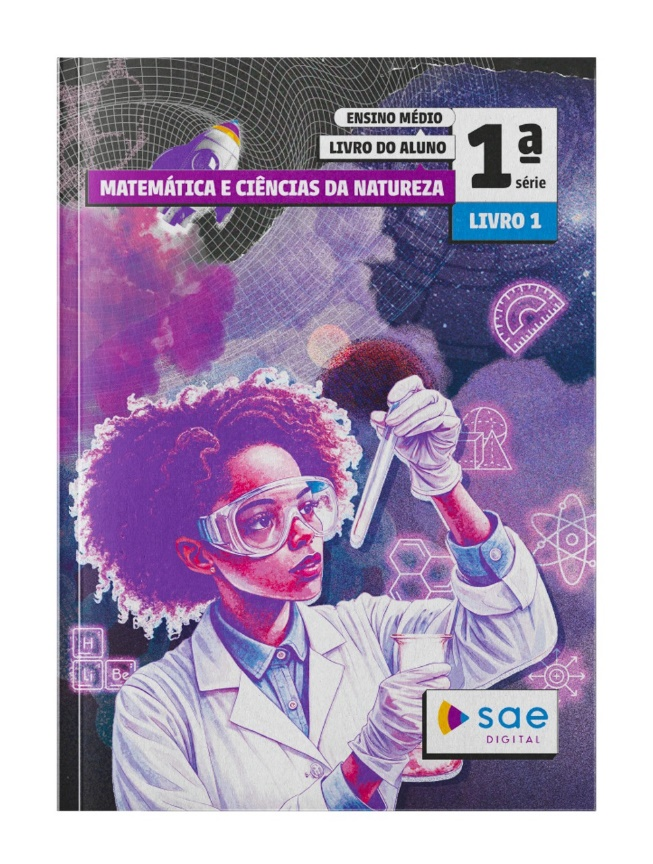 ENSINO MÉDIO
LIVRO DO ALUNO
1ª
série
MATEMÁTICA E CIÊNCIAS DA NATUREZA
LIVRO 1
H
Li
Be
sae
DIGITAL